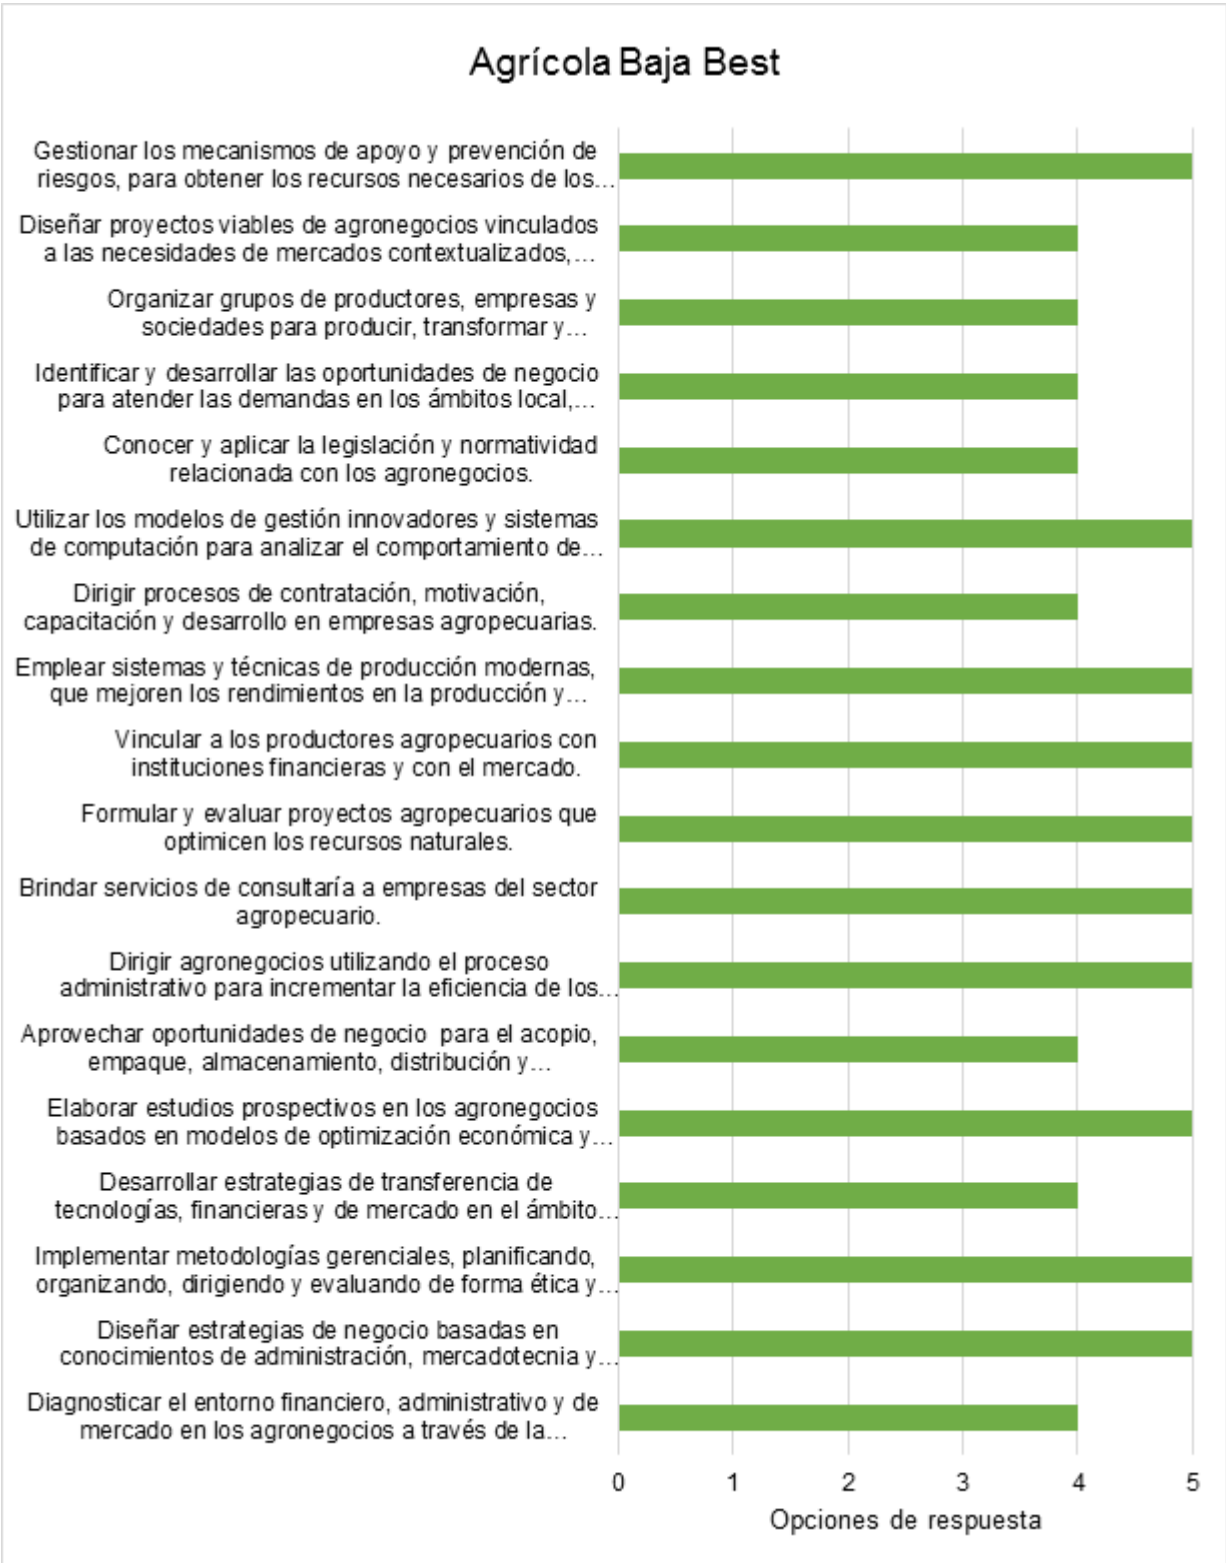 Agrícola Baja Best
Gestionar los mecanismos de apoyo y prevención de
riesgos, para obtener los recursos necesarios de los...
Diseñar proyectos viables de agronegocios vinculados
a las necesidades de mercados contextualizados,...
Organizar grupos de productores, empresas y
sociedades para producir, transformar y...
Identificar y desarrollar las oportunidades de negocio
para atender las demandas en los ámbitos local,...
Conocer y aplicar la legislación y normatividad
relacionada con los agronegocios.
Utilizar los modelos de gestión innovadores y sistemas
de computación para analizar el comportamiento de...
Dirigir procesos de contratación, motivación,
capacitación y desarrollo en empresas agropecuarias.
Emplear sistemas y técnicas de producción modernas,
que mejoren los rendimientos en la producción y...
Vincular a los productores agropecuarios con
instituciones financieras y con el mercado.
Formular y evaluar proyectos agropecuarios que
optimicen los recursos naturales.
Brindar servicios de consultaría a empresas del sector
agropecuario.
Dirigir agronegocios utilizando el proceso
administrativo para incrementar la eficiencia de los...
Aprovechar oportunidades de negocio para el acopio,
empaque, almacenamiento, distribución y...
Elaborar estudios prospectivos en los agronegocios
basados en modelos de optimización económica y...
Desarrollar estrategias de transferencia de
tecnologías, financieras y de mercado en el ámbito...
Implementar metodologías gerenciales, planificando,
organizando, dirigiendo y evaluando de forma ética y...
Diseñar estrategias de negocio basadas en
conocimientos de administración, mercadotecnia y...
Diagnosticar el entorno financiero, administrativo y de
mercado en los agronegocios a través de la...
0 1 2 3 4 5
Opciones de respuesta